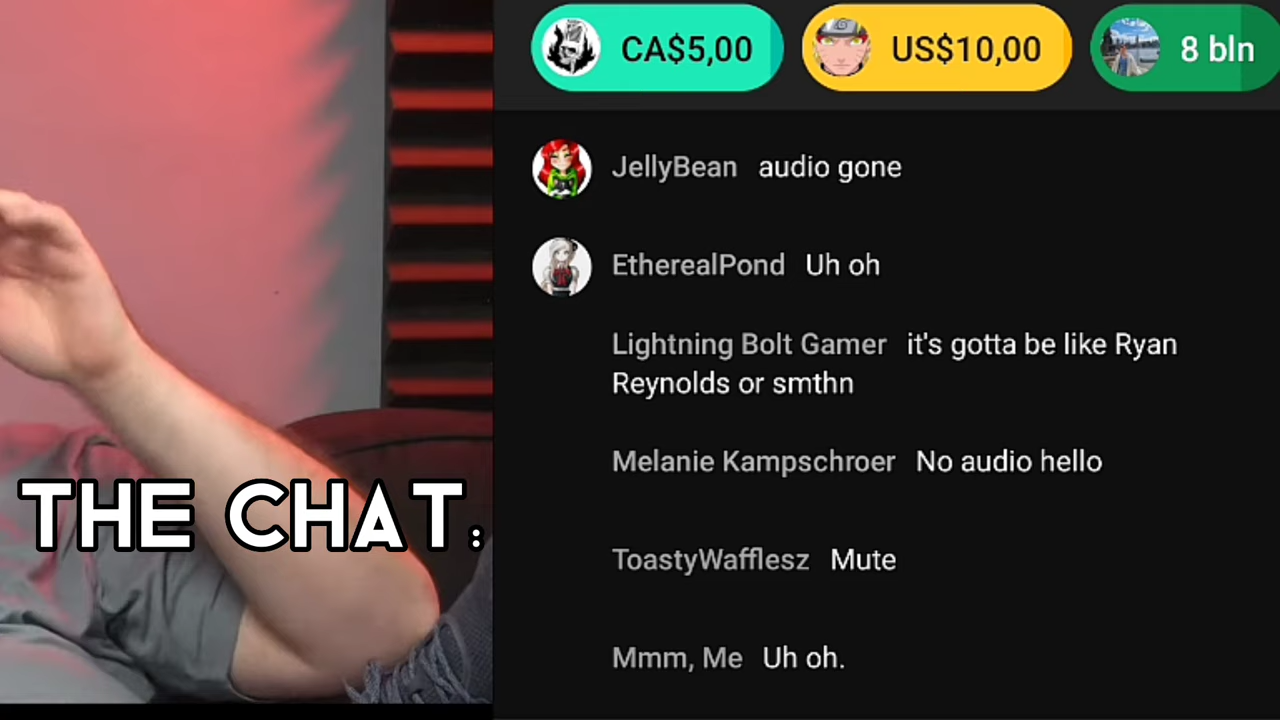 CA$5,00 US$10,00 8 bln
JellyBean audio gone
EtherealPond Uh oh
Lightning Bolt Gamer it's gotta be like Ryan
Reynolds or smthn
Melanie Kampschroer No audio hello
THE CHAT:
ToastyWafflesz Mute
Mmm, Me Uh oh.